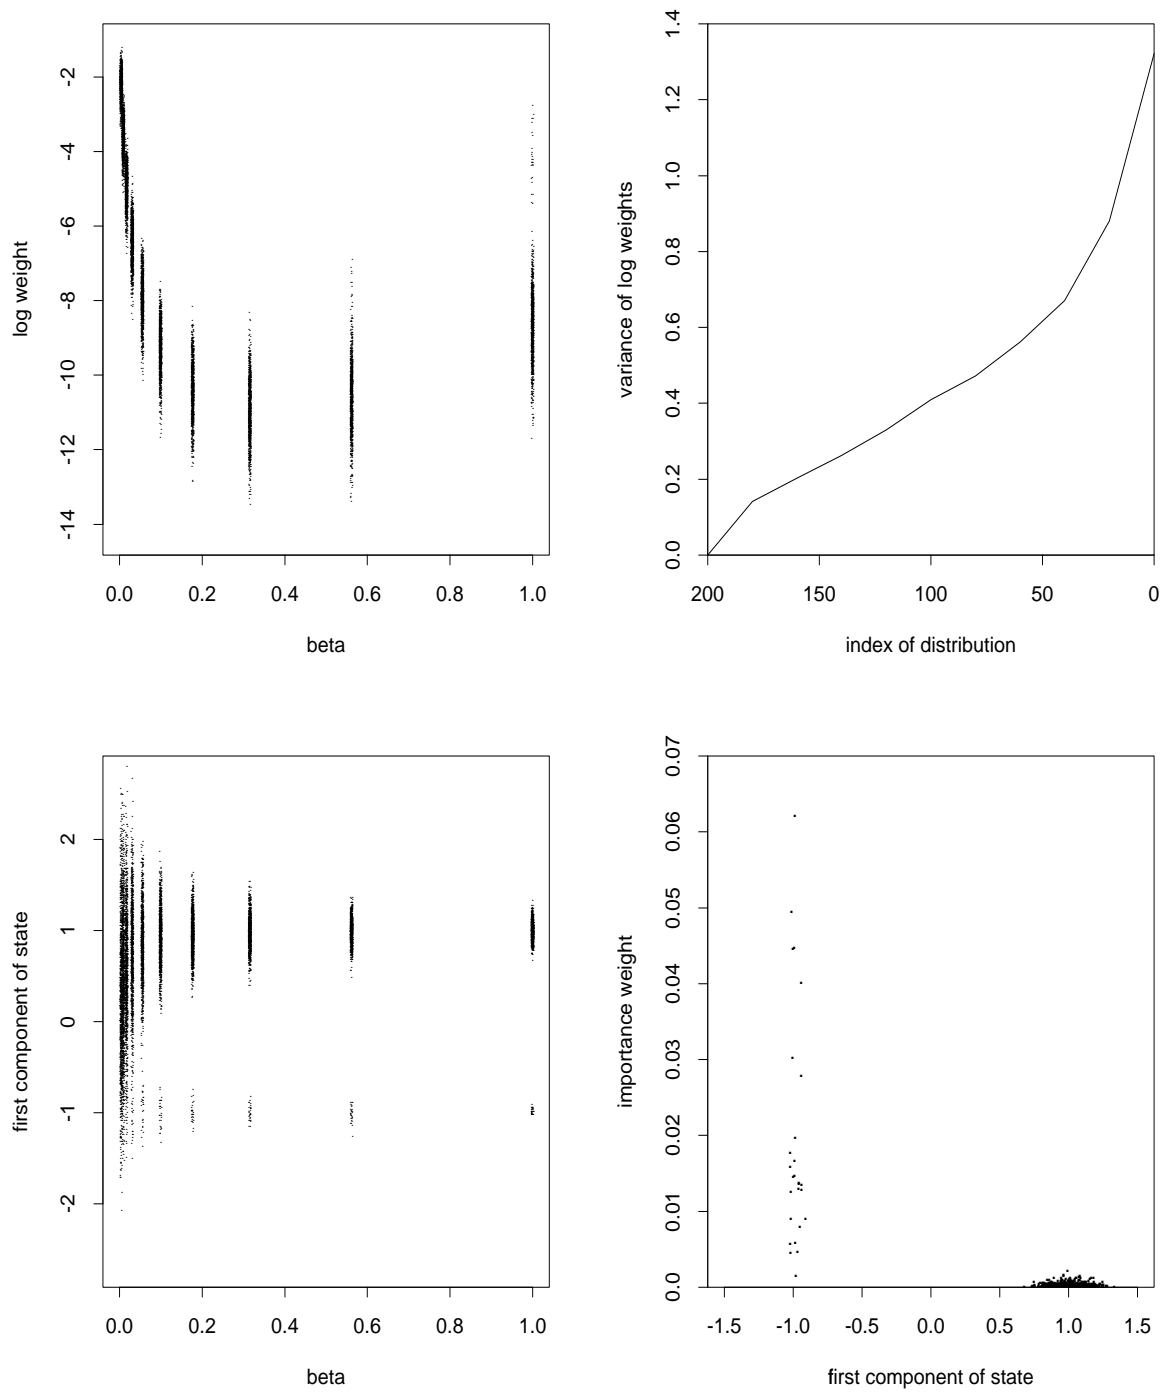 log weight
-2
-4
-6
-8
-10
-12
-14
0.0 0.2 0.4 0.6 0.8 1.0
beta
variance of log weights
1.4
1.2
1.0
0.8
0.6
0.4
0.2
0.0
200 150 100 50 0
index of distribution
first component of state
2
1
0
-1
-2
0.0 0.2 0.4 0.6 0.8 1.0
beta
importance weight
0.07
0.06
0.05
0.04
0.03
0.02
0.01
0.0
-1.5 -1.0 -0.5 0.0 0.5 1.0 1.5
first component of state